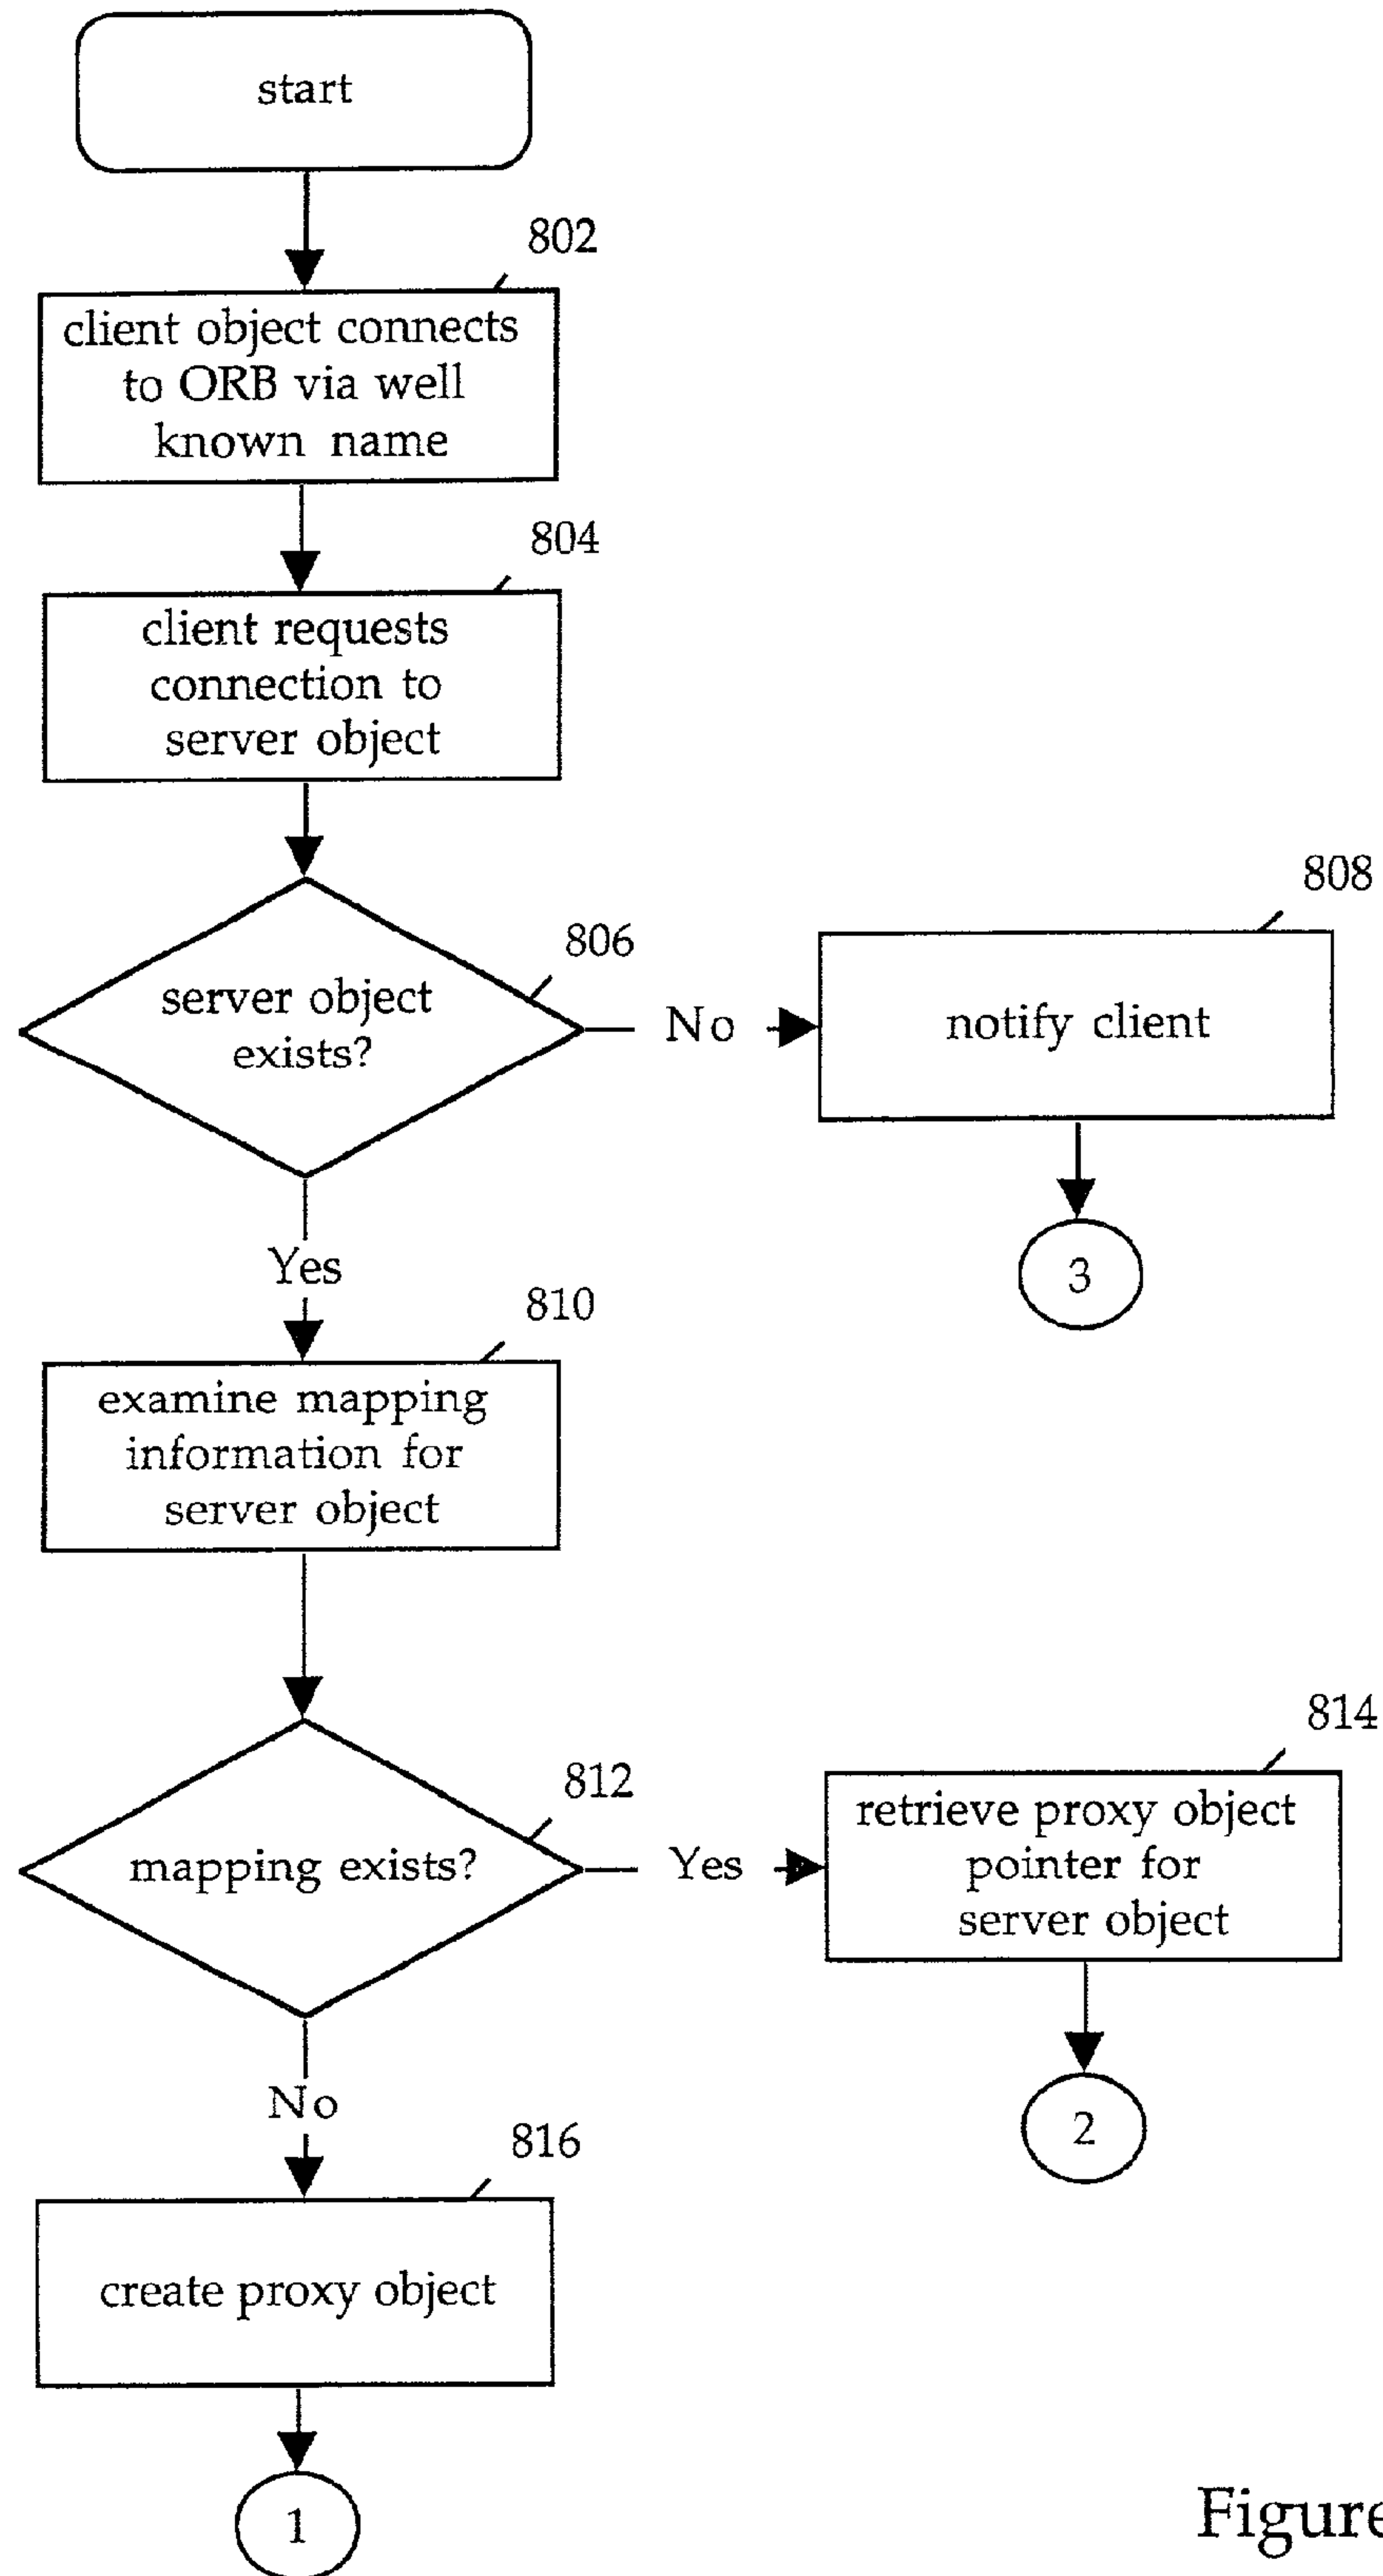 start
802
client object connects
to ORB via well
known name
804
client requests
connection to
server object
806
server object
exists?
No
808
notify client
3
Yes
810
examine mapping
information for
server object
812
mapping exists?
Yes
814
retrieve proxy object
pointer for
server object
2
No
816
create proxy object
1
Figure